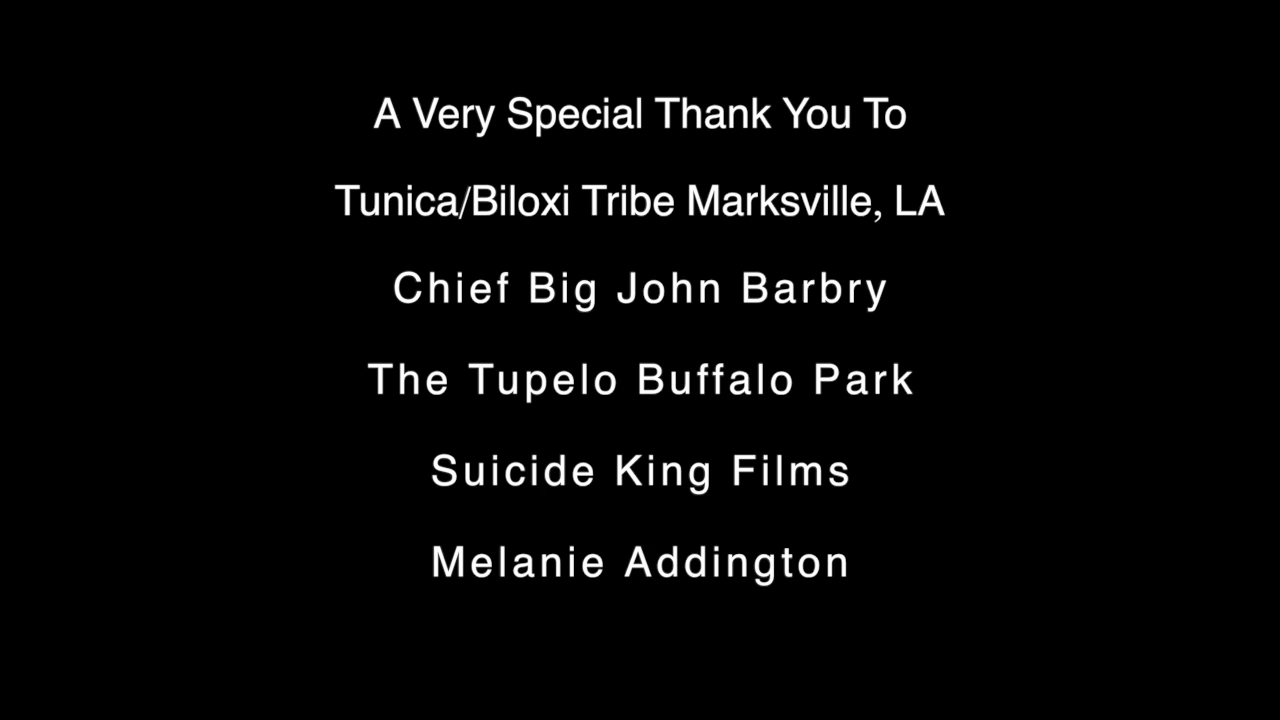 A Very Special Thank You To
Tunica/Biloxi Tribe Marksville, LA
Chief Big John Barbry
The Tupelo Buffalo Park
Suicide King Films
Melanie Addington